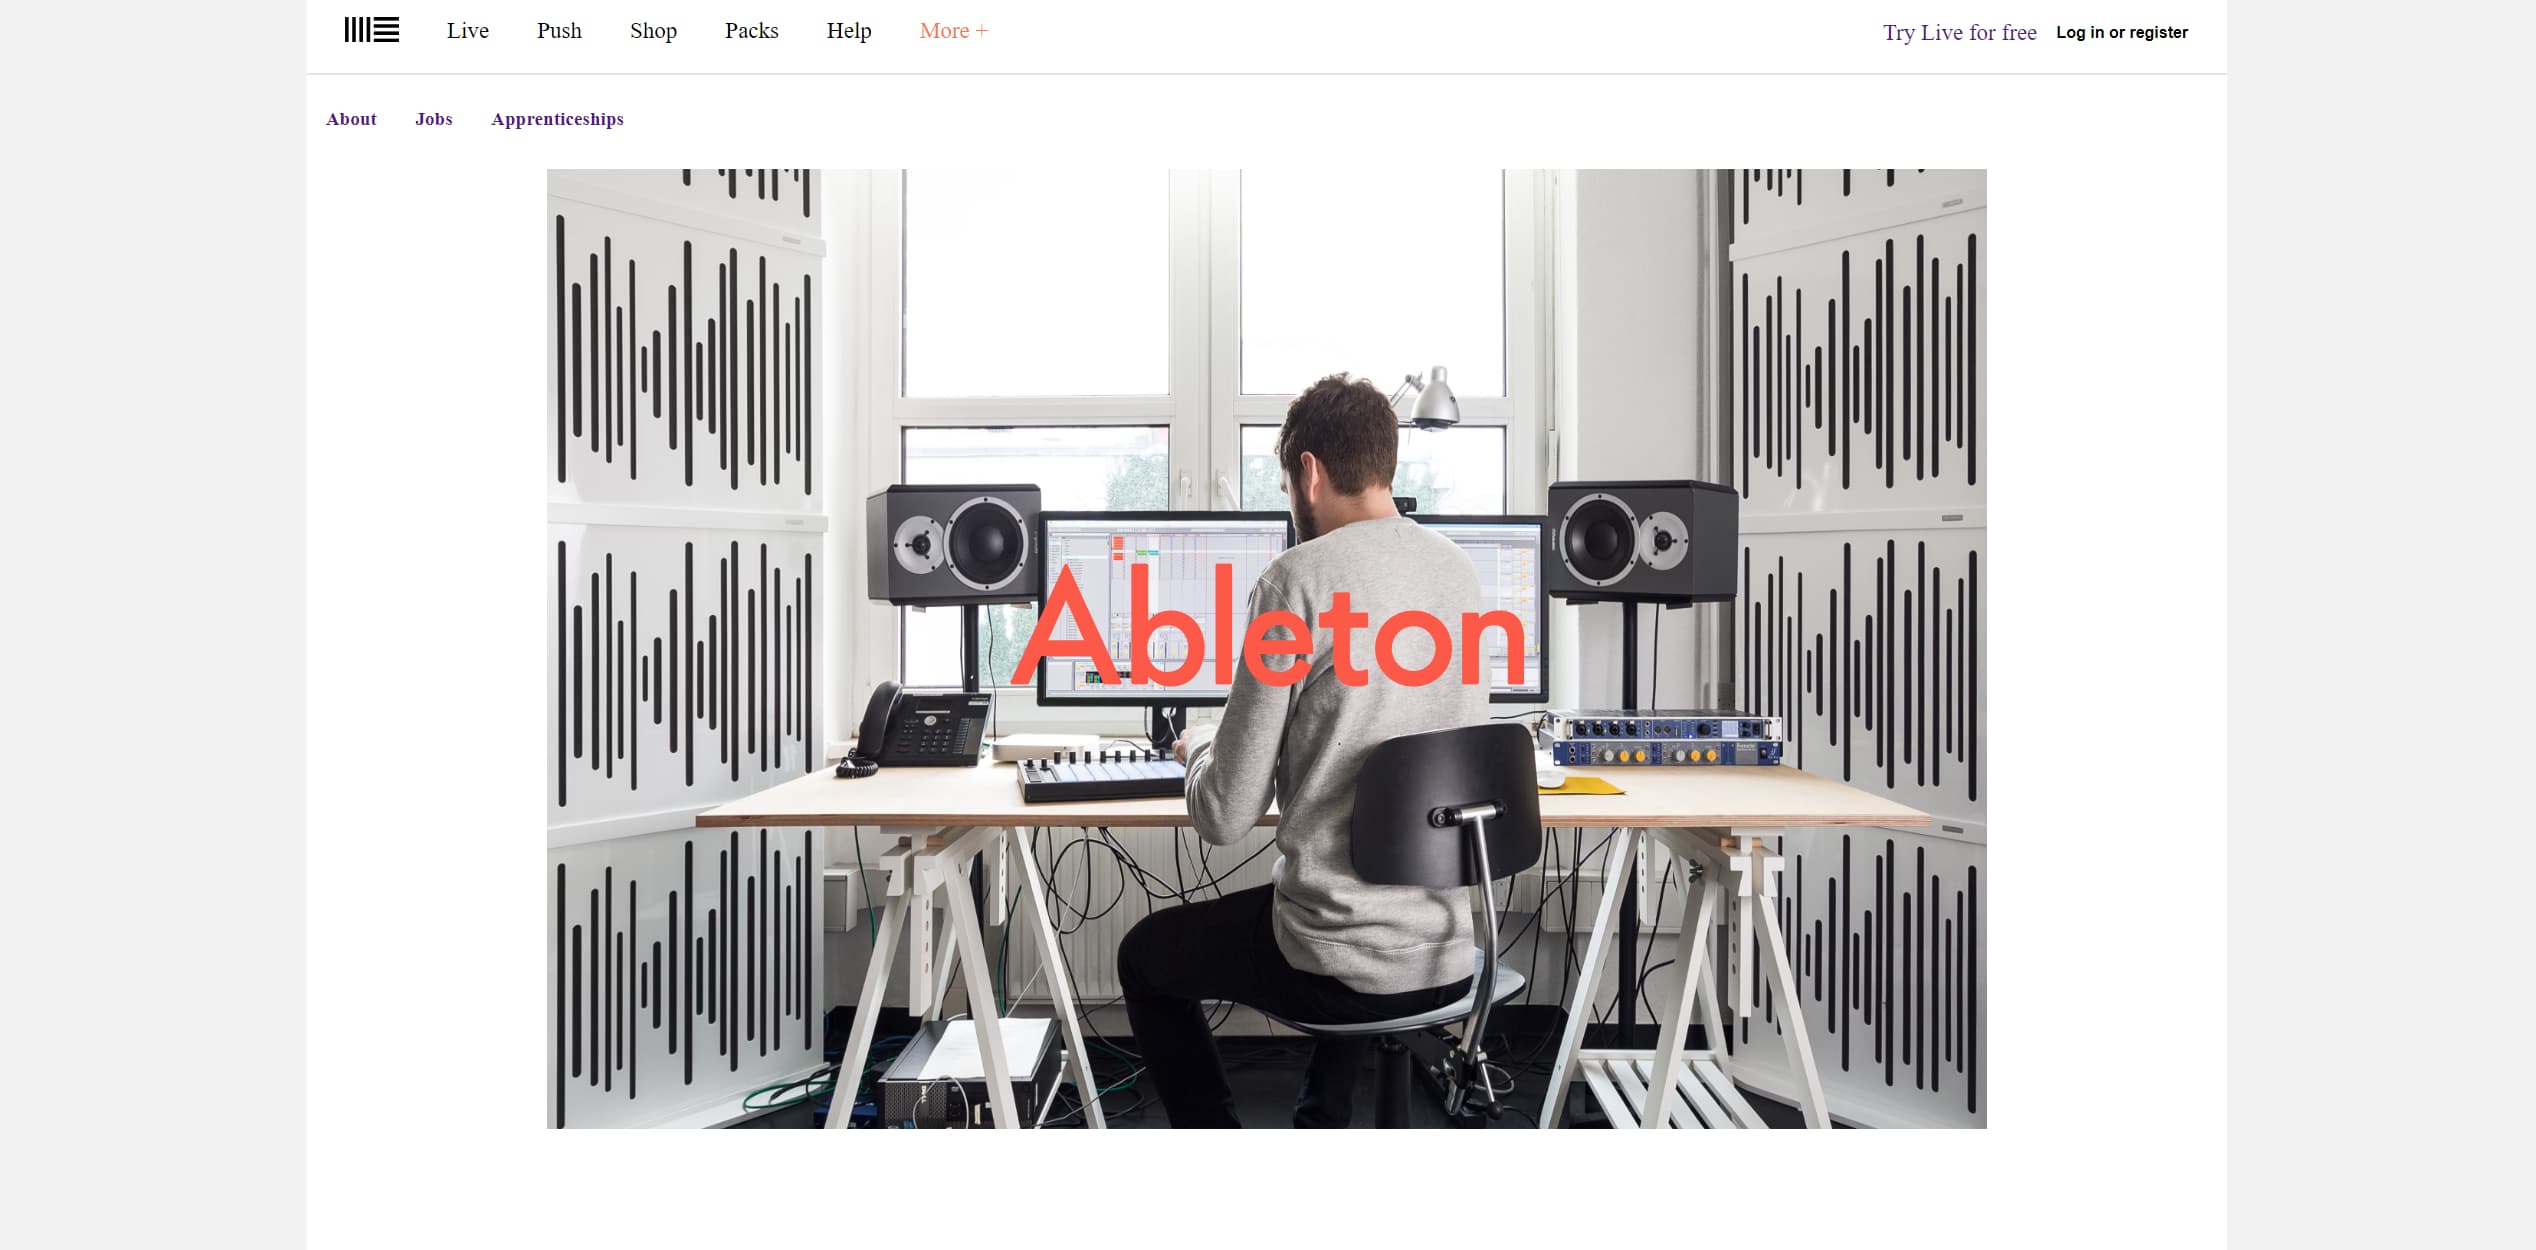 Live Push Shop Packs Help More + Try Live for free Log in or register
About Jobs Apprenticeships
Ableton